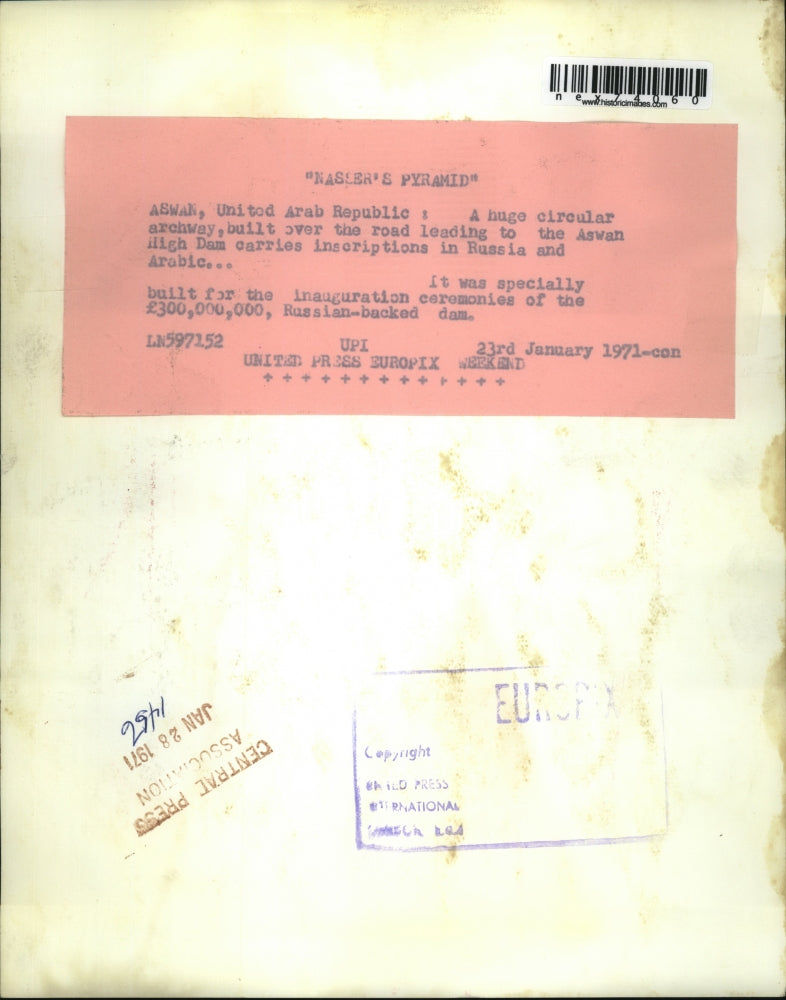 nex74060
www.historicimages.com
"NASSER'S PYRAMID"
ASWAN, United Arab Republic : A huge circular
archway,built over the road leading to the Aswan
High Dam carries inscriptions in Russia and
Arabic...
It was specially
built for the inauguration ceremonies of the
£300,000,000, Russian-backed dam.
LN597152 UPI 23rd January 1971-con
UNITED PRESS EUROPIX WEEKEND
+ + + + + + + + + + + + +
JAN 28 1971
CENTRAL PRESS
ASSOCIATION
EUROPIX
Copyright
UNITED PRESS
INTERNATIONAL